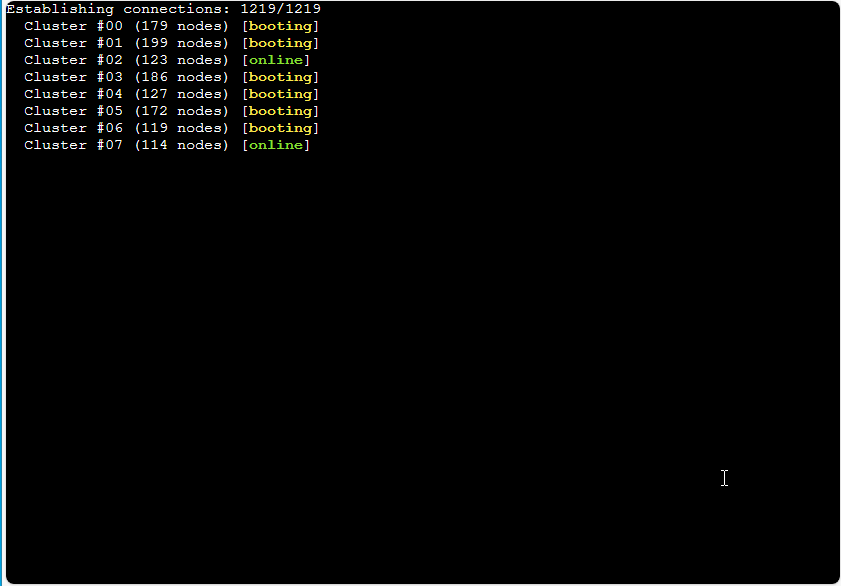 Establishing connections: 1219/1219
Cluster #00 (179 nodes) [booting]
Cluster #01 (199 nodes) [booting]
Cluster #02 (123 nodes) [online]
Cluster #03 (186 nodes) [booting]
Cluster #04 (127 nodes) [booting]
Cluster #05 (172 nodes) [booting]
Cluster #06 (119 nodes) [booting]
Cluster #07 (114 nodes) [online]